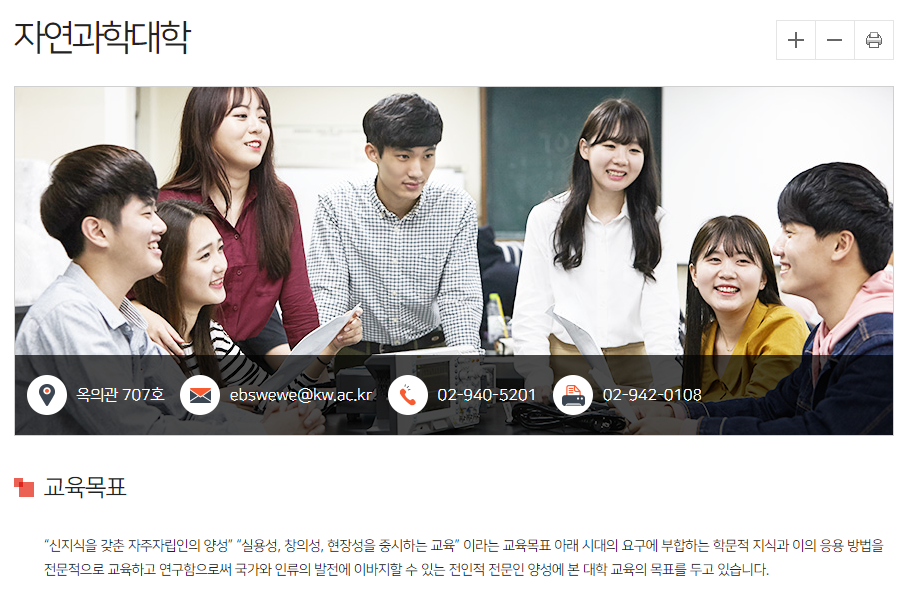 자연과학대학
옥의관 707호 ebswewe@kw.ac.kr 02-940-5201 02-942-0108
교육목표
“신지식을 갖춘 자주자립인의 양성” “실용성, 창의성, 현장성을 중시하는 교육” 이라는 교육목표 아래 시대의 요구에 부합하는 학문적 지식과 이의 응용 방법을
전문적으로 교육하고 연구함으로써 국가와 인류의 발전에 이바지할 수 있는 전인적 전문인 양성에 본 대학 교육의 목표를 두고 있습니다.